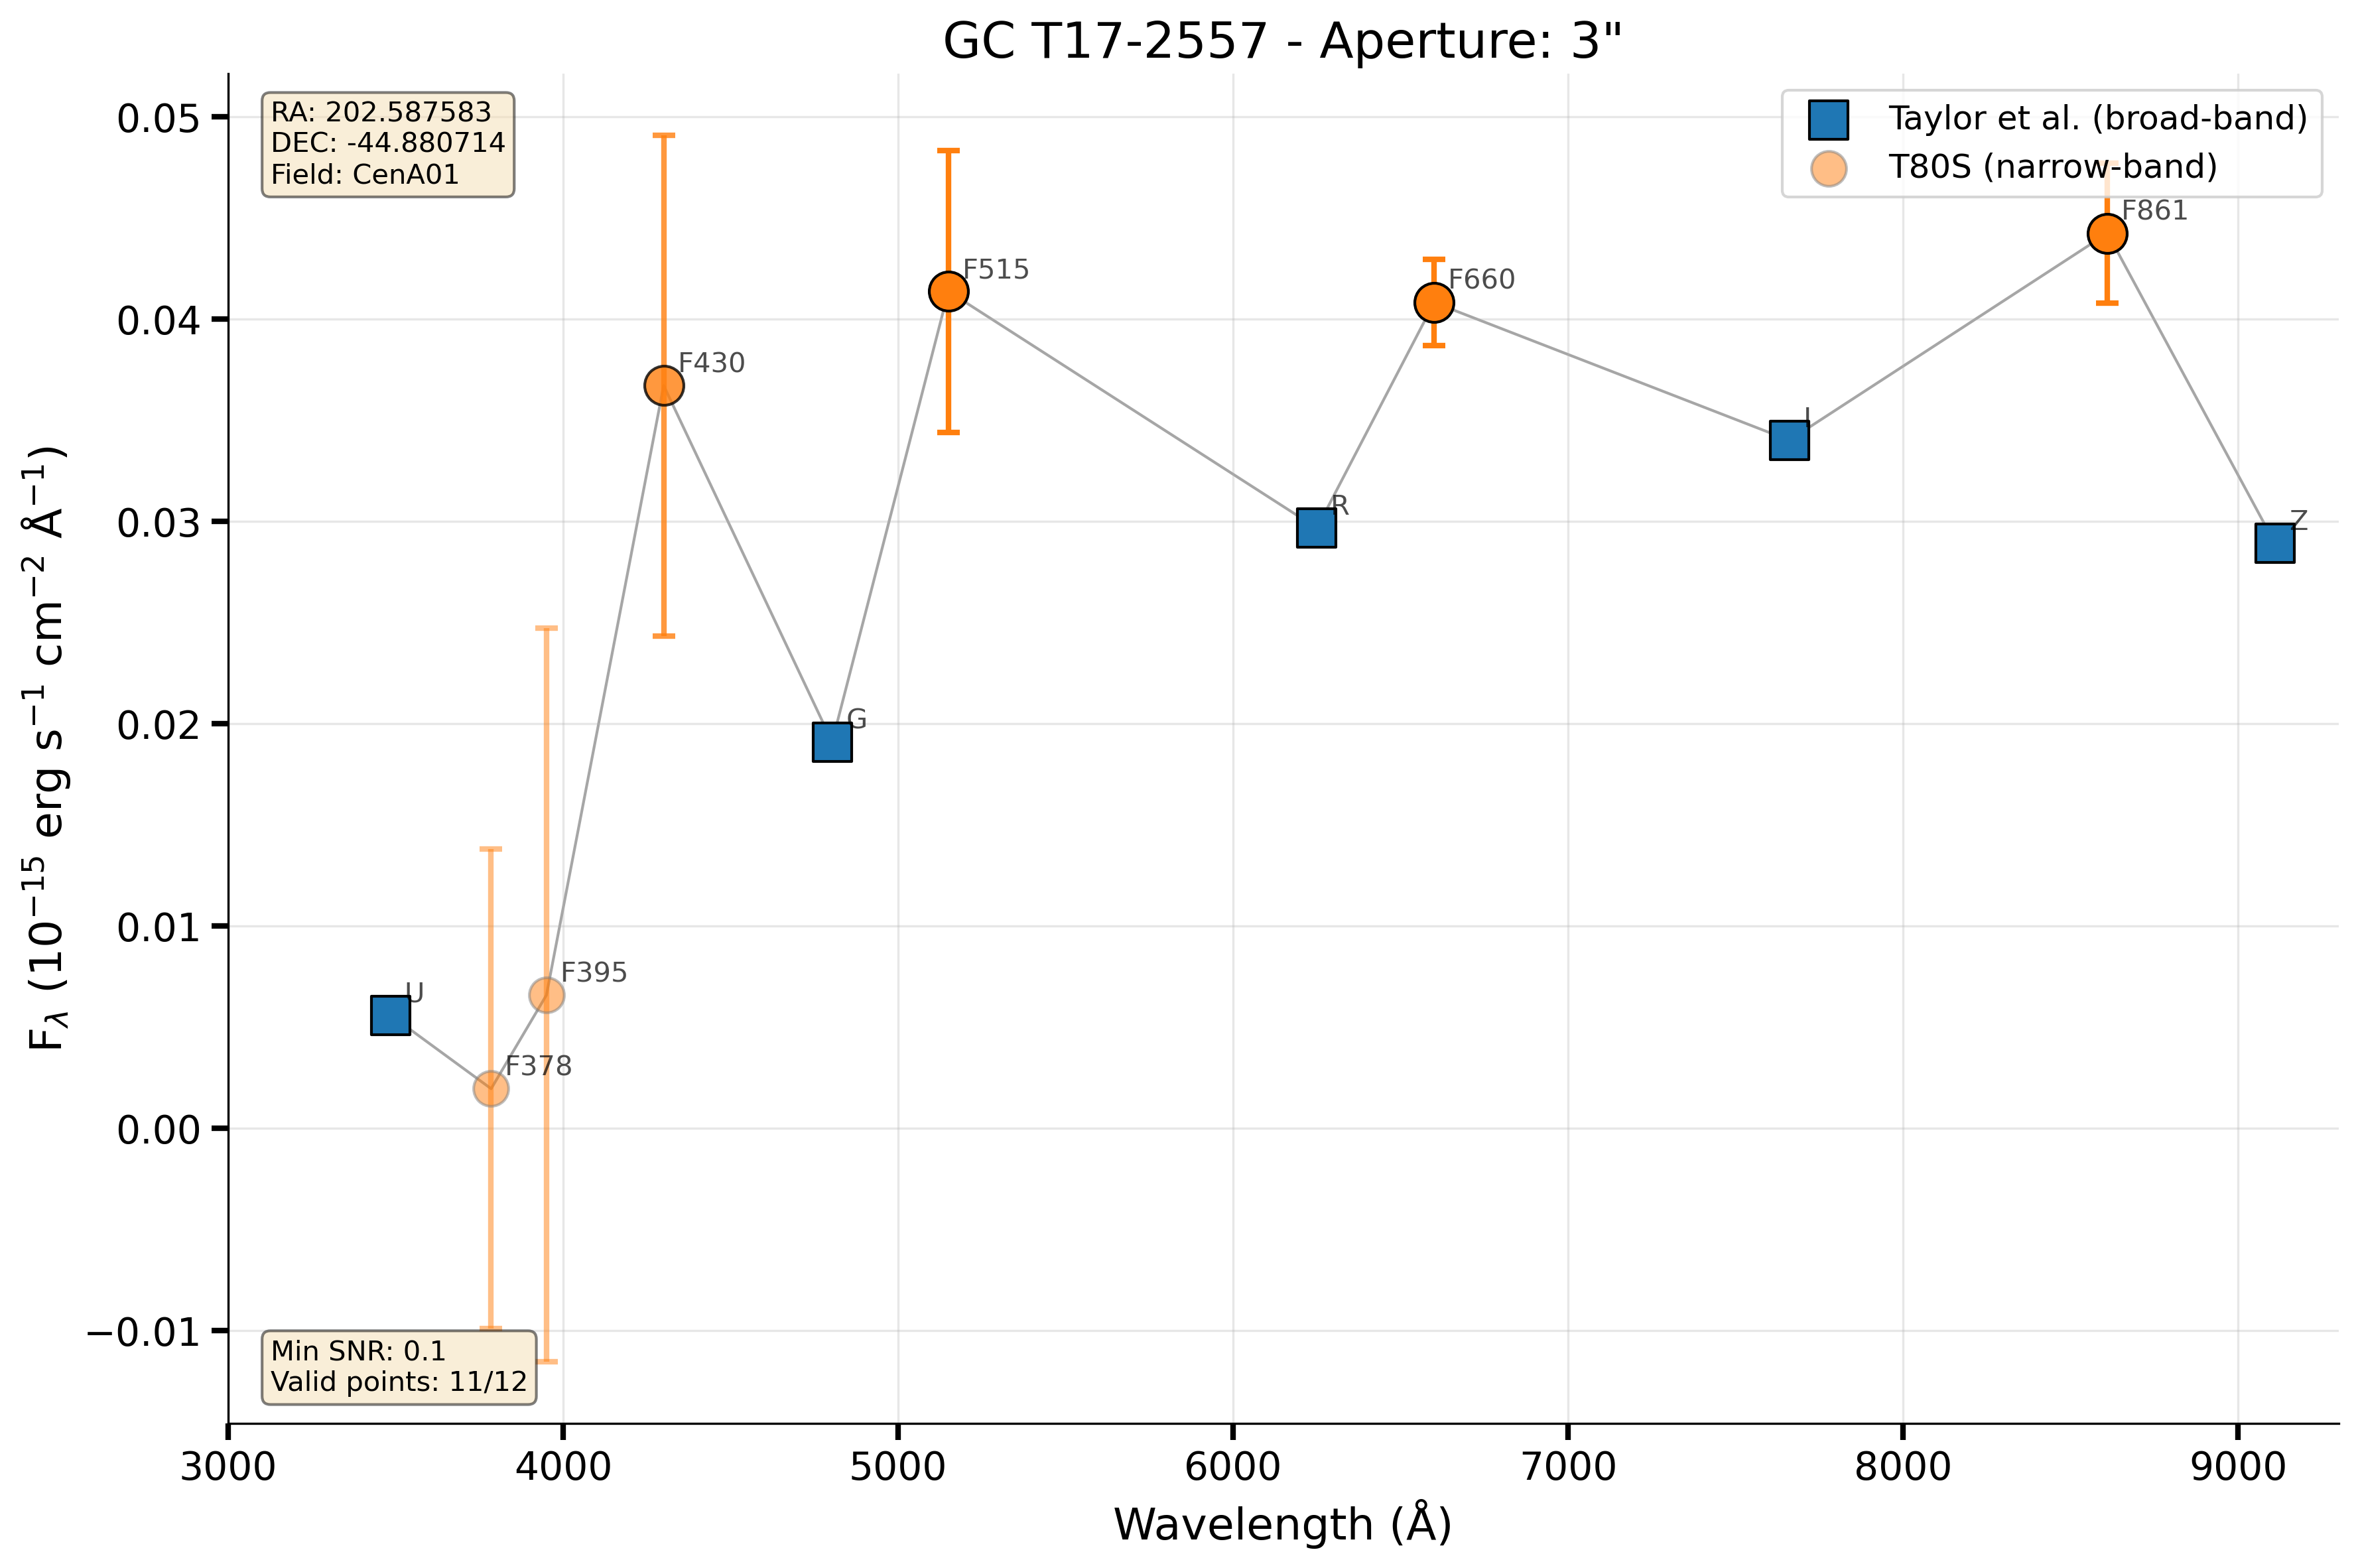 GC T17-2557 - Aperture: 3"
RA: 202.587583
DEC: -44.880714
Field: CenA01
Taylor et al. (broad-band)
T80S (narrow-band)
0.05
0.04
0.03
0.02
0.01
0.00
−0.01
F861
F515
F660
F430
I
R
Z
G
F395
U
F378
Min SNR: 0.1
Valid points: 11/12
3000
4000
5000
6000
7000
8000
9000
Wavelength (Å)
Fλ (10⁻¹⁵ erg s⁻¹ cm⁻² Å⁻¹)